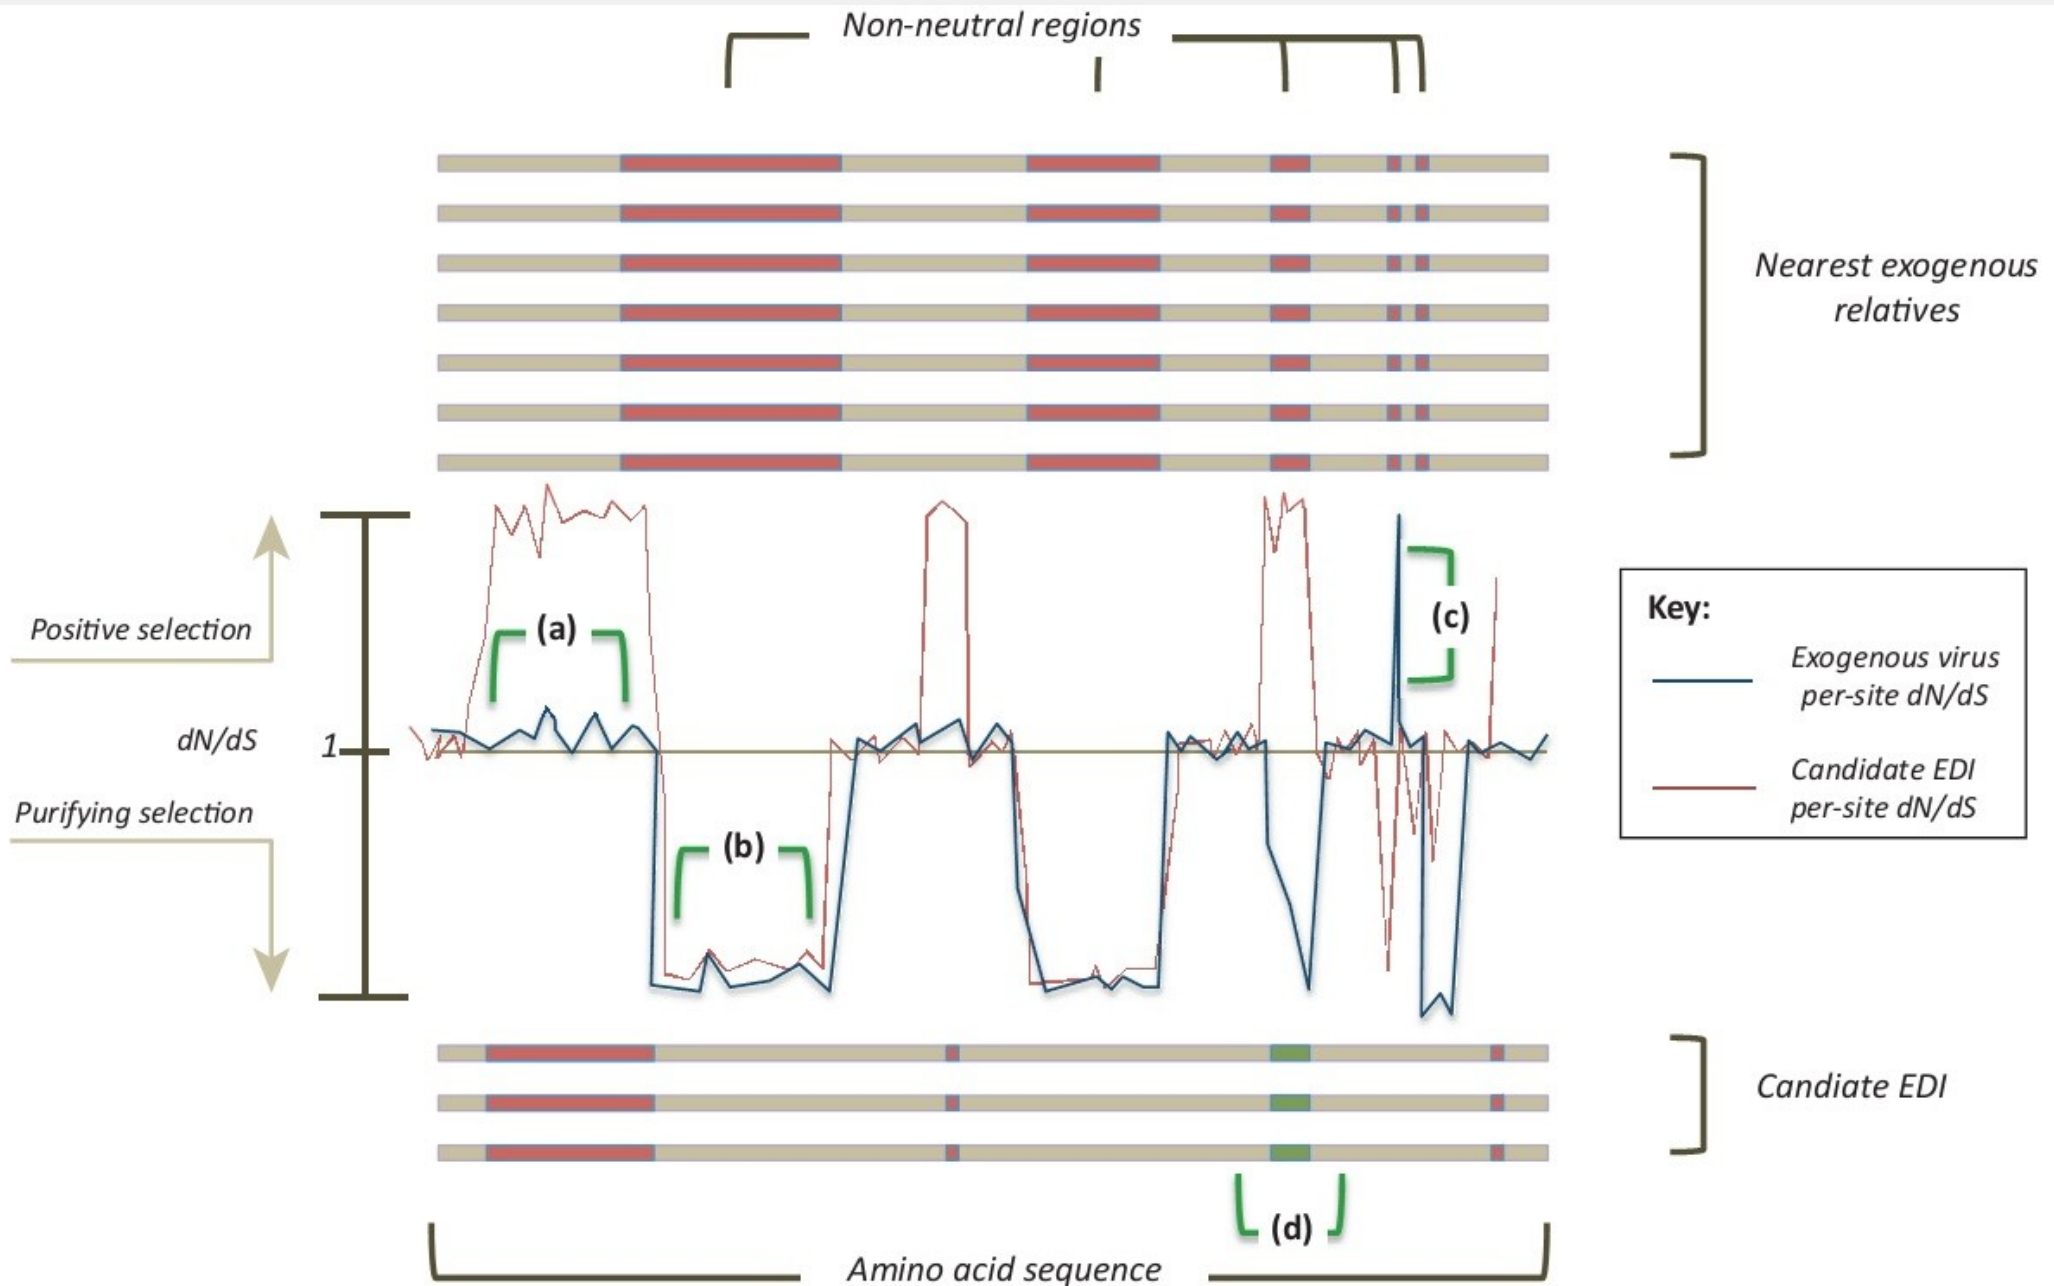 Non-neutral regions
Nearest exogenous
relatives
Positive selection
dN/dS
1
Purifying selection
(a)
(b)
(c)
Key:
Exogenous virus
per-site dN/dS
Candidate EDI
per-site dN/dS
Candiate EDI
(d)
Amino acid sequence